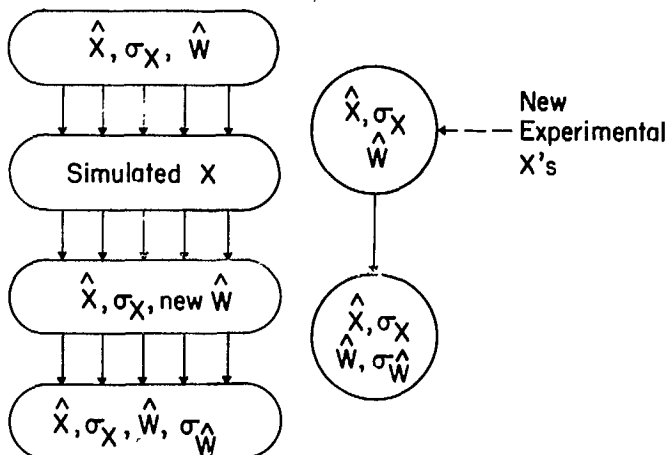 X̂, σX, Ŵ
Simulated X
X̂, σX, new Ŵ
X̂, σX, Ŵ, σŴ
X̂, σX
Ŵ
X̂, σX
Ŵ, σŴ
New
Experimental
X's